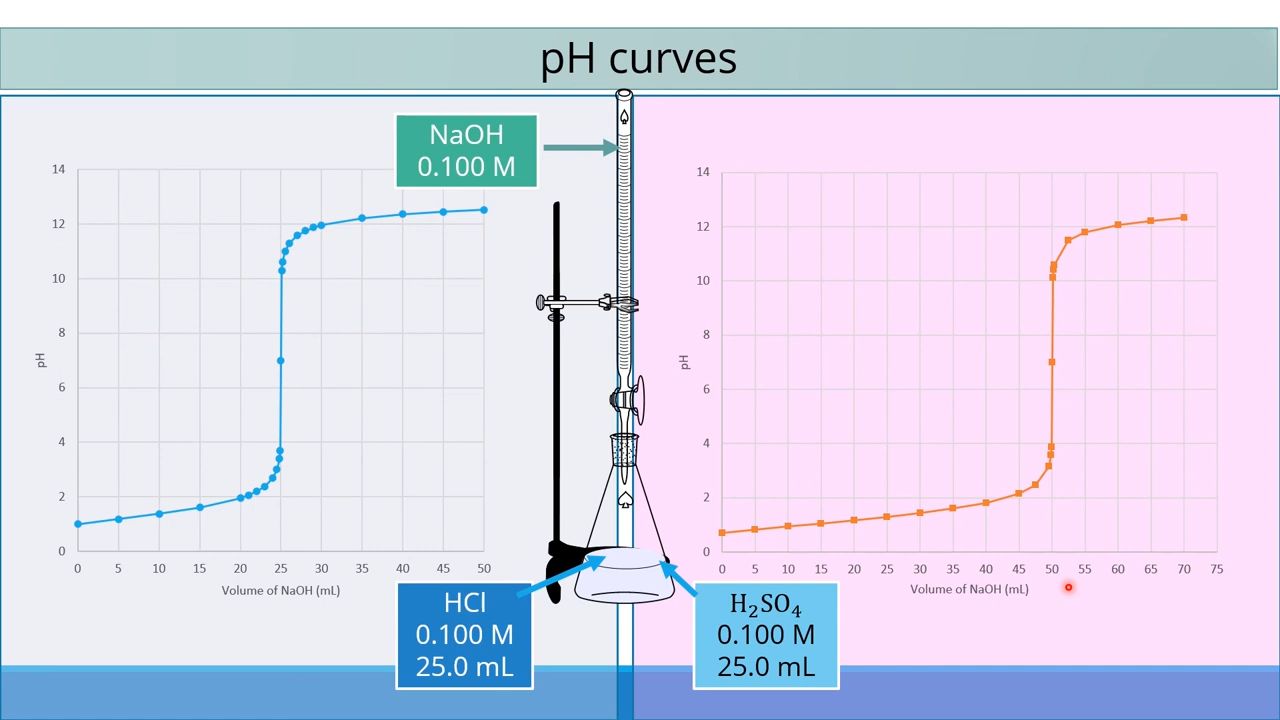 pH curves
NaOH
0.100 M
14
12
10
8
6
4
2
0
pH
0 5 10 15 20 25 30 35 40 45 50
Volume of NaOH (mL)
HCl
0.100 M
25.0 mL
14
12
10
8
6
4
2
0
pH
0 5 10 15 20 25 30 35 40 45 50 55 60 65 70 75
Volume of NaOH (mL)
H₂SO₄
0.100 M
25.0 mL